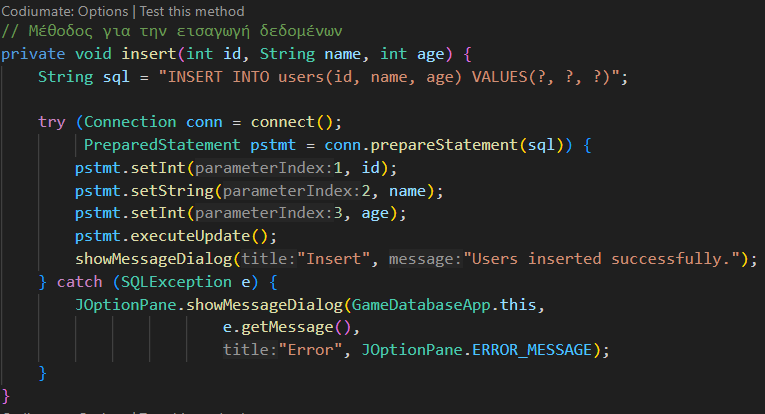 Codiumate: Options | Test this method
// Μέθοδος για την εισαγωγή δεδομένων
private void insert(int id, String name, int age) {
    String sql = "INSERT INTO users(id, name, age) VALUES(?, ?, ?)";

    try (Connection conn = connect();
         PreparedStatement pstmt = conn.prepareStatement(sql)) {
        pstmt.setInt(parameterIndex:1, id);
        pstmt.setString(parameterIndex:2, name);
        pstmt.setInt(parameterIndex:3, age);
        pstmt.executeUpdate();
        showMessageDialog(title:"Insert", message:"Users inserted successfully.");
    } catch (SQLException e) {
        JOptionPane.showMessageDialog(GameDatabaseApp.this,
                        e.getMessage(),
                        title:"Error", JOptionPane.ERROR_MESSAGE);
    }
}